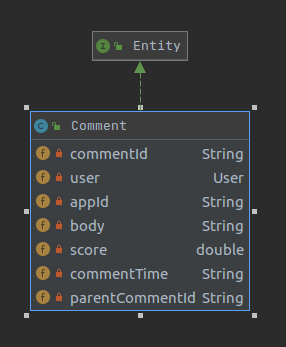 I Entity
C Comment
f commentId String
f user User
f appId String
f body String
f score double
f commentTime String
f parentCommentId String